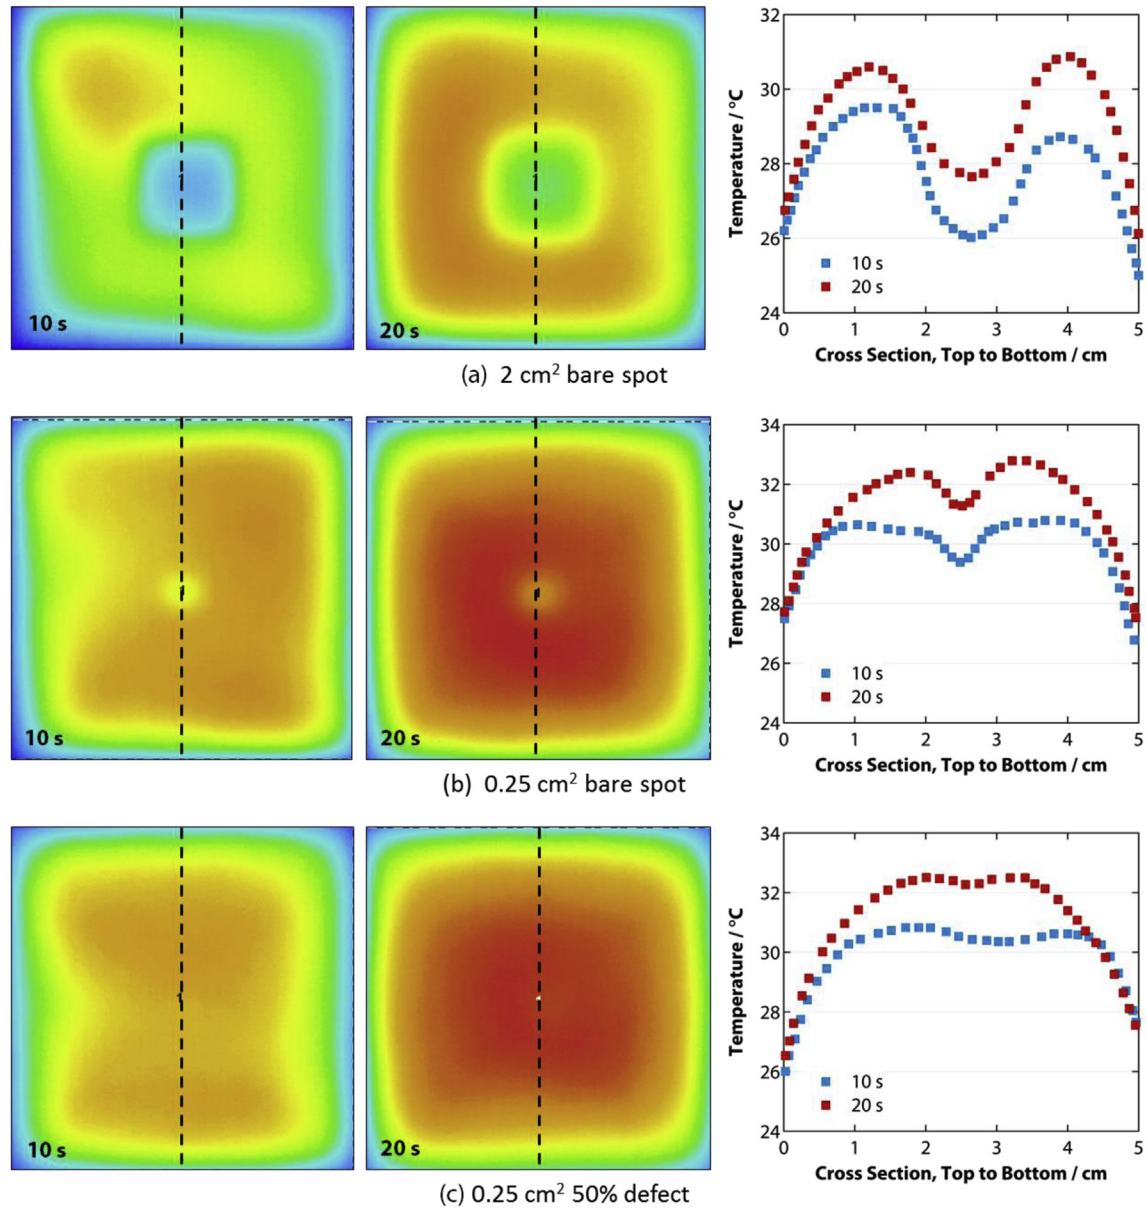 10 s
20 s
32
30
28
26
24
0 1 2 3 4 5
Temperature / °C
10 s
20 s
Cross Section, Top to Bottom / cm
(a) 2 cm² bare spot
10 s
20 s
34
32
30
28
26
24
0 1 2 3 4 5
Temperature / °C
10 s
20 s
Cross Section, Top to Bottom / cm
(b) 0.25 cm² bare spot
10 s
20 s
34
32
30
28
26
24
0 1 2 3 4 5
Temperature / °C
10 s
20 s
Cross Section, Top to Bottom / cm
(c) 0.25 cm² 50% defect